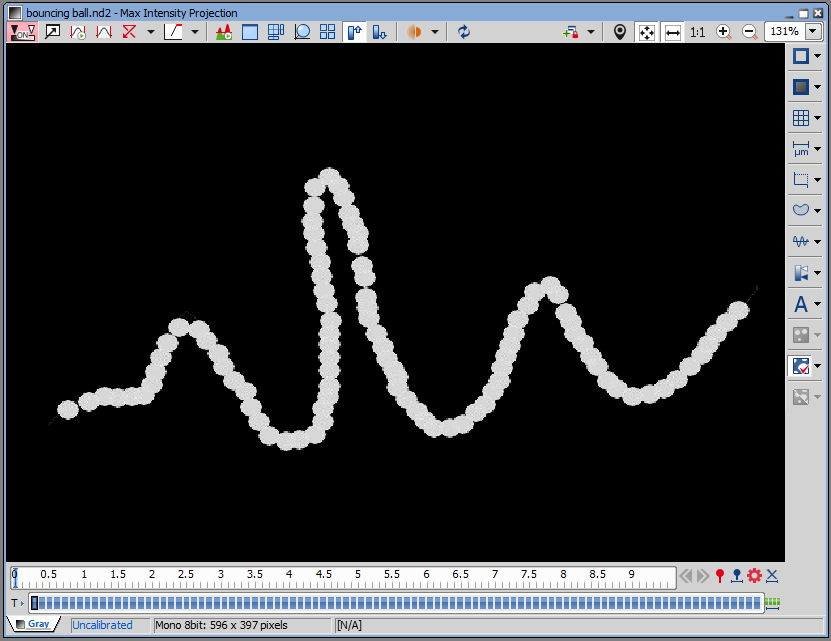 bouncing ball.nd2 - Max Intensity Projection
ON 1:1 131%
µm
A
0 0.5 1 1.5 2 2.5 3 3.5 4 4.5 5 5.5 6 6.5 7 7.5 8 8.5 9
T
Gray Uncalibrated Mono 8bit: 596 x 397 pixels [N/A]